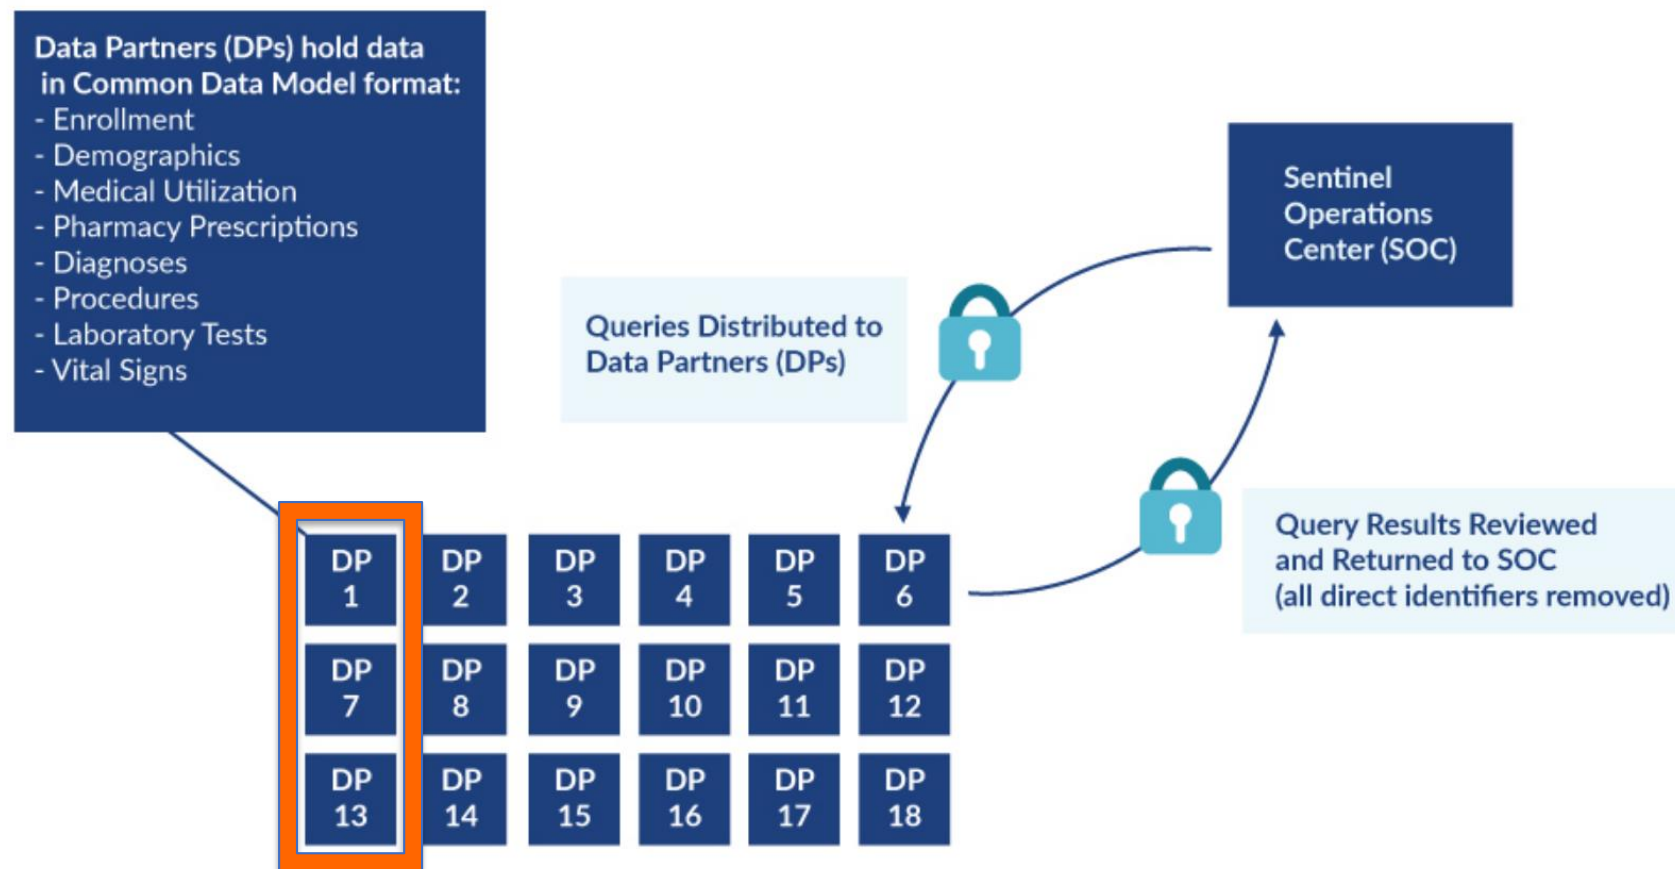 Data Partners (DPs) hold data
in Common Data Model format:
- Enrollment
- Demographics
- Medical Utilization
- Pharmacy Prescriptions
- Diagnoses
- Procedures
- Laboratory Tests
- Vital Signs
Sentinel
Operations
Center (SOC)
Queries Distributed to
Data Partners (DPs)
Query Results Reviewed
and Returned to SOC
(all direct identifiers removed)
DP
1
DP
2
DP
3
DP
4
DP
5
DP
6
DP
7
DP
8
DP
9
DP
10
DP
11
DP
12
DP
13
DP
14
DP
15
DP
16
DP
17
DP
18